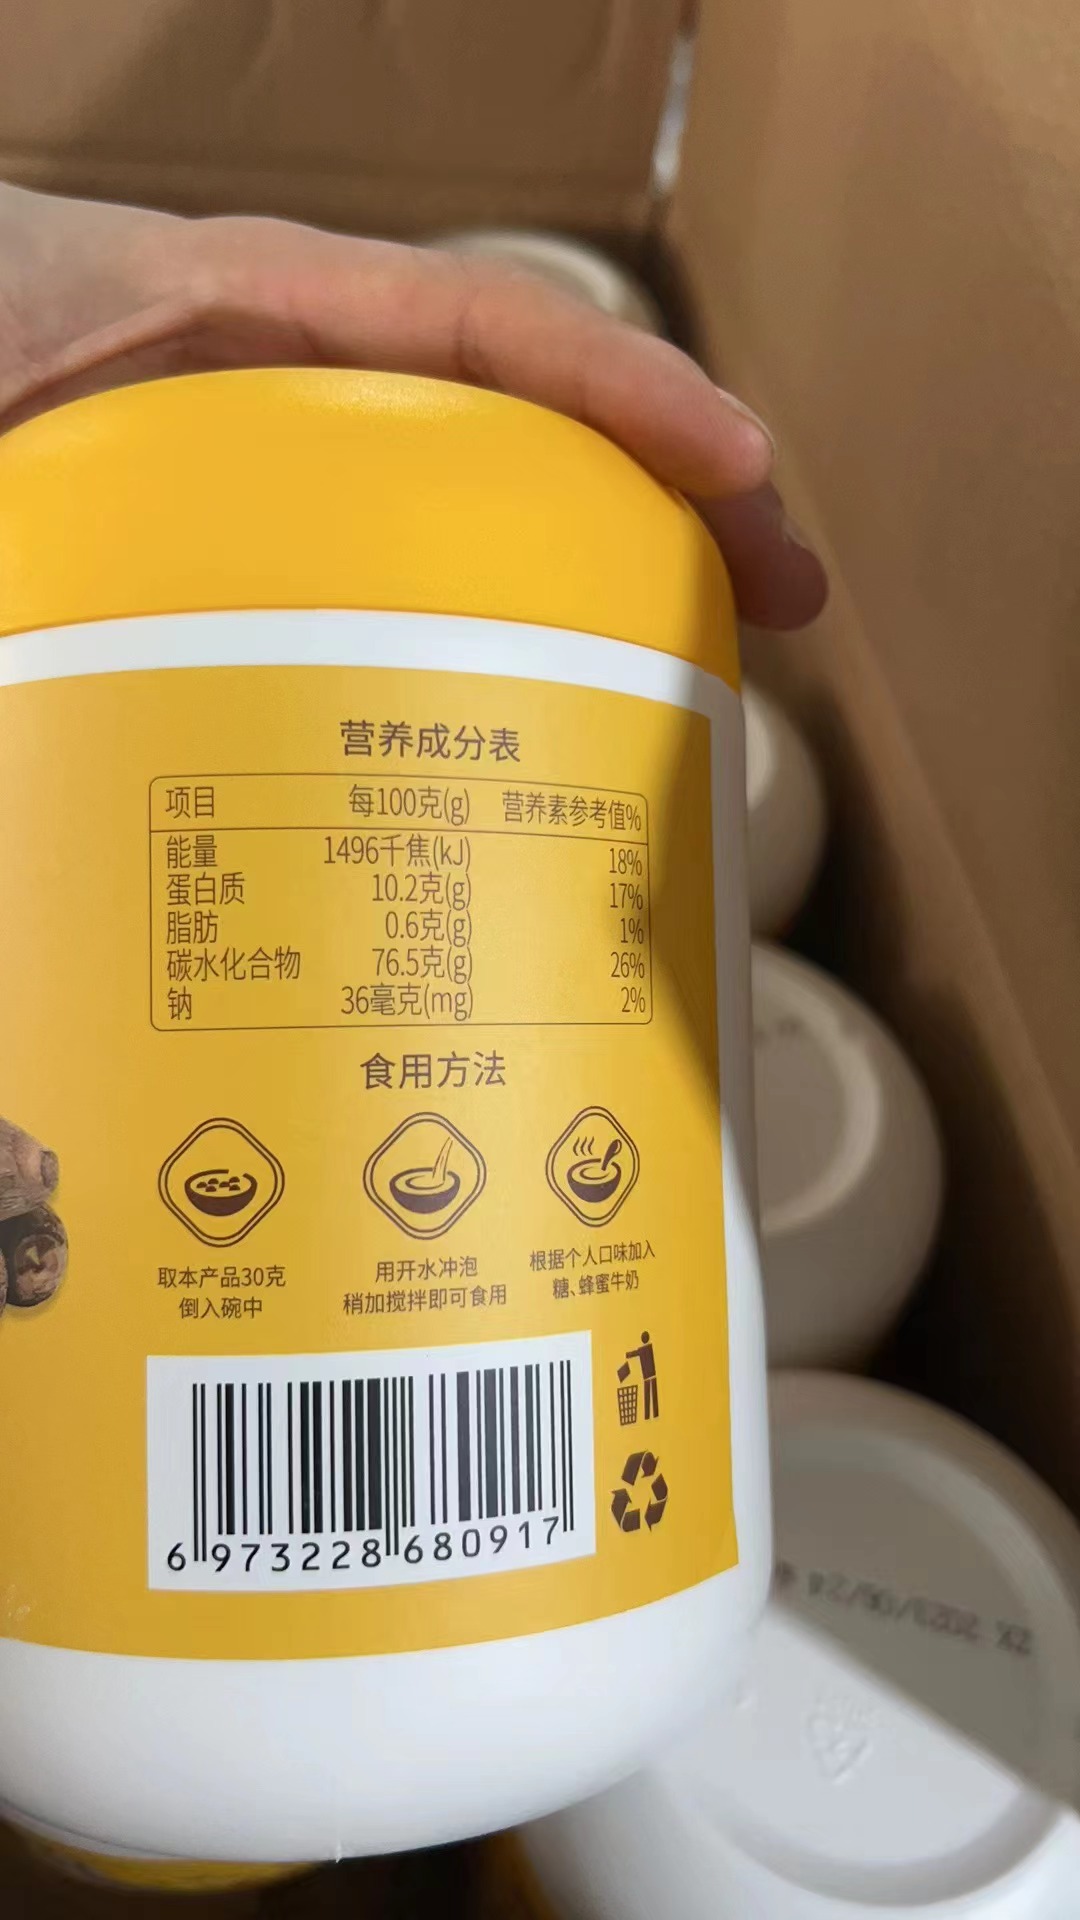 营养成分表
项目 每100克(g) 营养素参考值%
能量 1496千焦(kJ) 18%
蛋白质 10.2克(g) 17%
脂肪 0.6克(g) 1%
碳水化合物 76.5克(g) 26%
钠 36毫克(mg) 2%
食用方法
取本产品30克
倒入碗中
用开水冲泡
稍加搅拌即可食用
根据个人口味加入
糖、蜂蜜牛奶
6 973228 680917